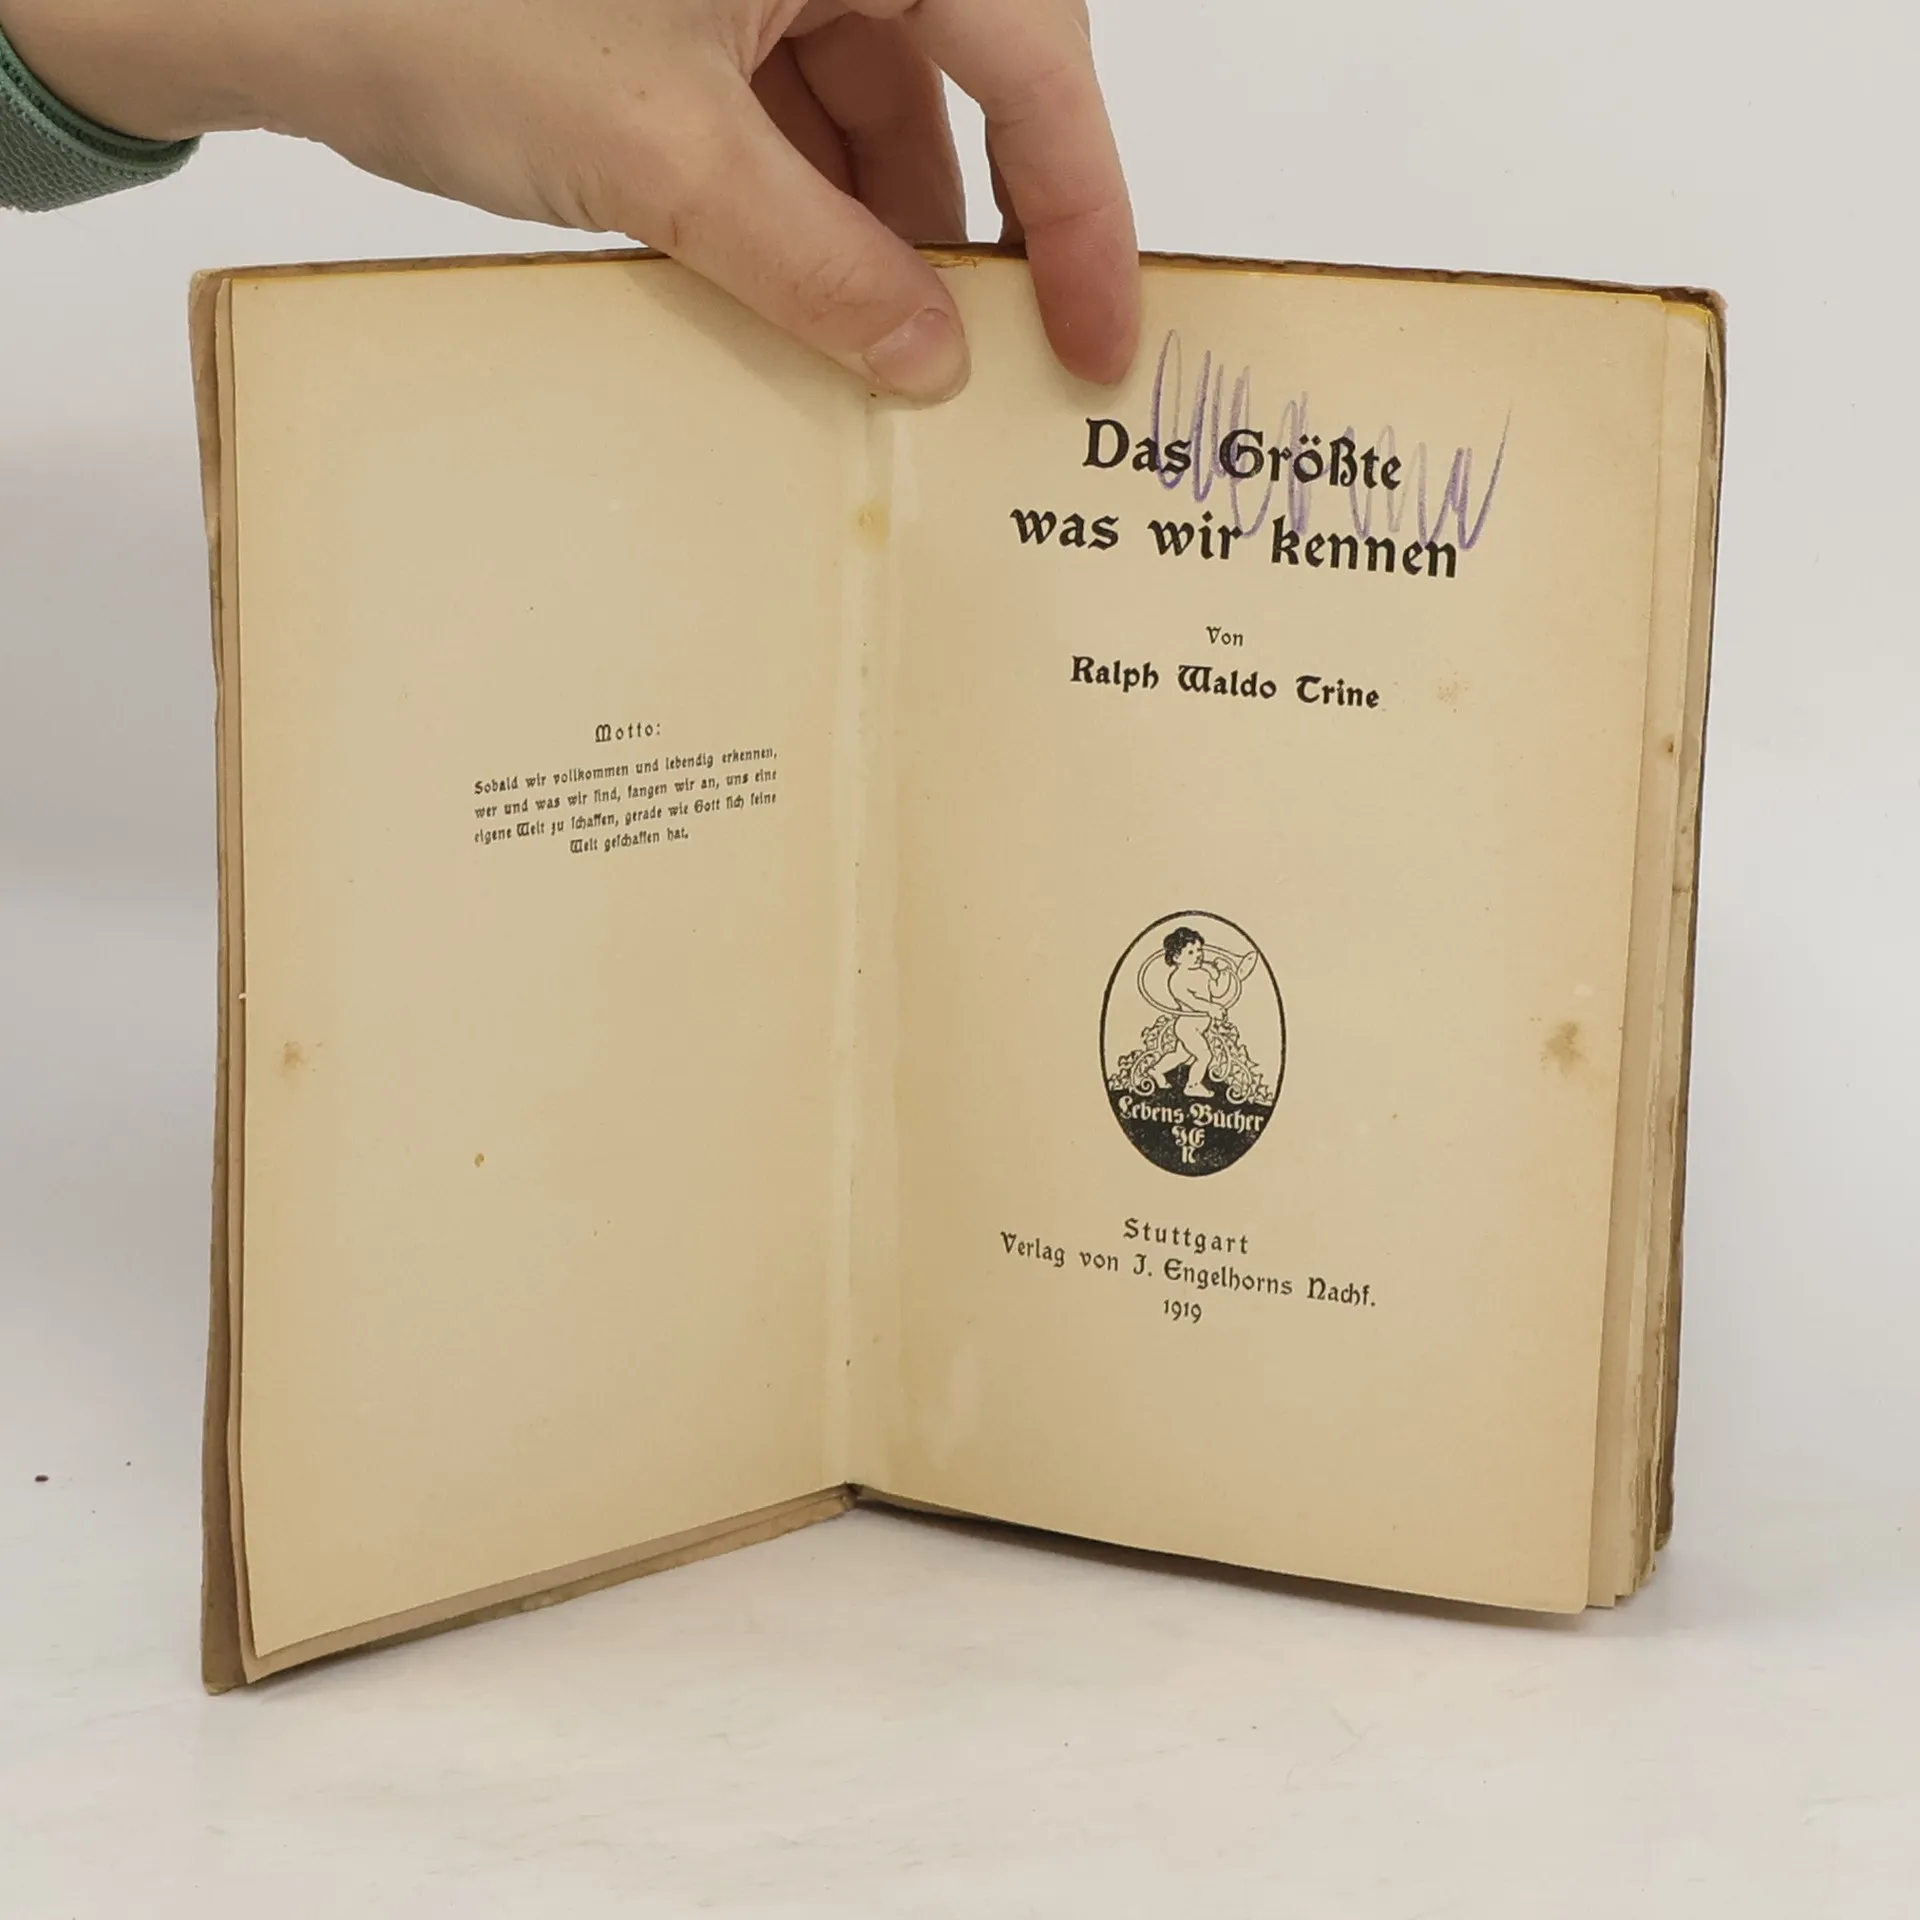 Motto:
Sobald wir vollkommen und lebendig erkennen,
wer und was wir sind, fangen wir an, uns eine
eigene Welt zu schaffen, gerade wie Gott sich seine
Welt geschaffen hat.
Das Größte
was wir kennen
Von
Ralph Waldo Trine
Lebens-Bücher
JE
N
Stuttgart
Verlag von J. Engelhorns Nachf.
1919